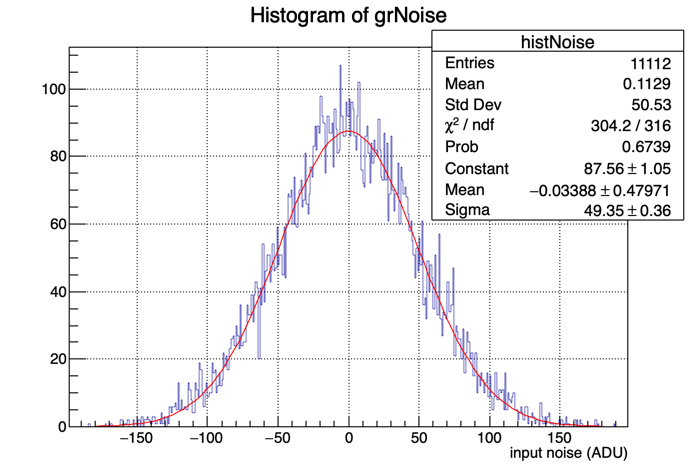 Histogram of grNoise
histNoise
Entries 11112
Mean 0.1129
Std Dev 50.53
χ² / ndf 304.2 / 316
Prob 0.6739
Constant 87.56 ± 1.05
Mean −0.03388 ± 0.47971
Sigma 49.35 ± 0.36
100
80
60
40
20
0
−150 −100 −50 0 50 100 150
input noise (ADU)